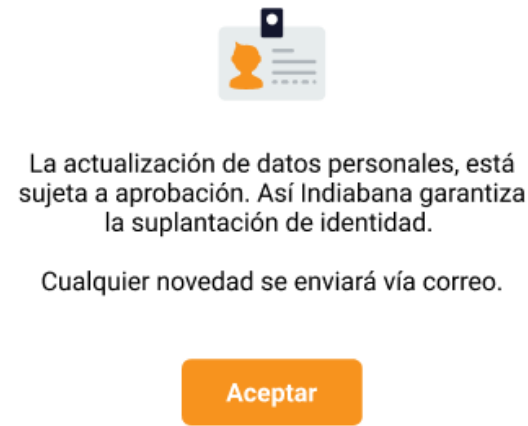 La actualización de datos personales, está
sujeta a aprobación. Así Indiabana garantiza
la suplantación de identidad.
Cualquier novedad se enviará vía correo.
Aceptar